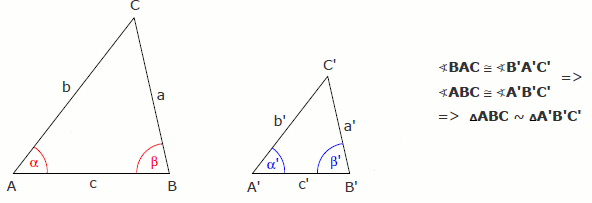 C
b
a
α
β
A
c
B
C'
b'
a'
α'
β'
A'
c'
B'
∢BAC ≅ ∢B'A'C' =>
∢ABC ≅ ∢A'B'C'
=> ΔABC ~ ΔA'B'C'